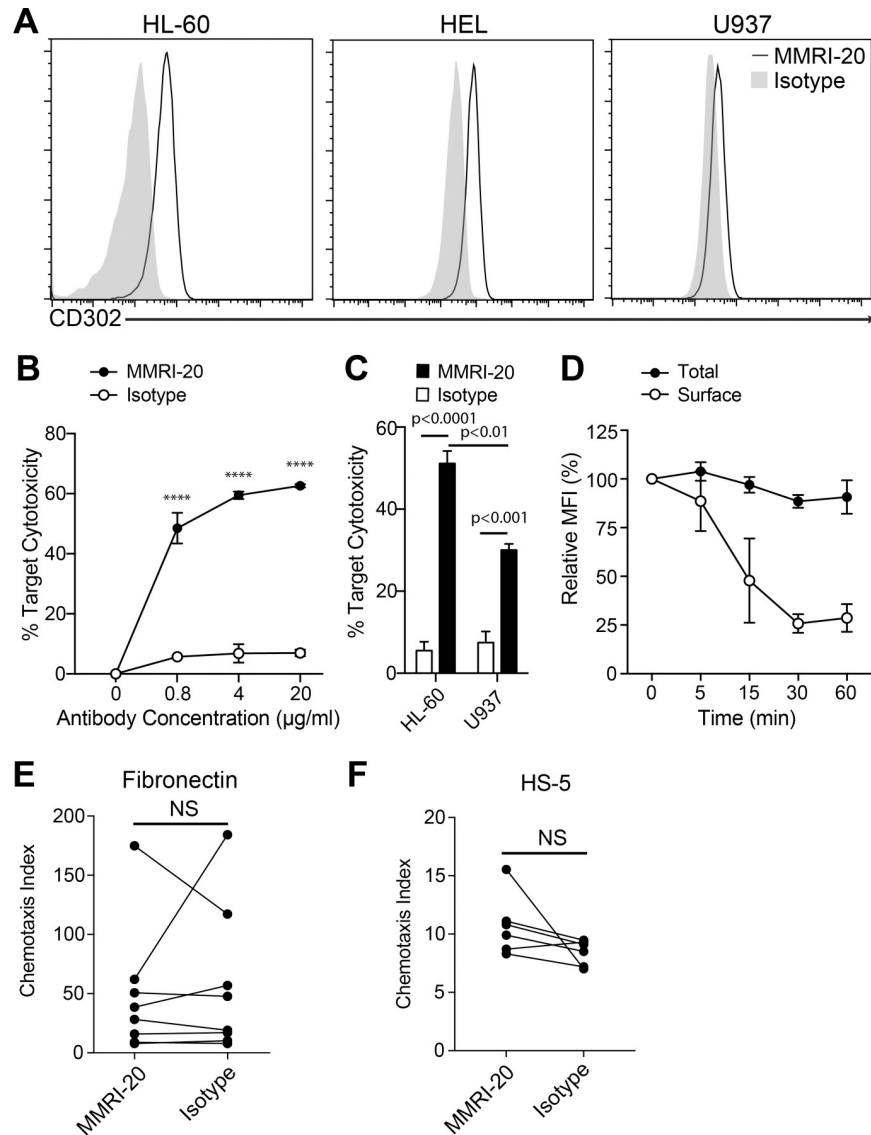 A
HL-60
HEL
U937
MMRI-20
Isotype
CD302
B
MMRI-20
Isotype
% Target Cytotoxicity
80
60
40
20
0
****
****
****
0
0.8
4
20
Antibody Concentration (µg/ml)
C
MMRI-20
Isotype
% Target Cytotoxicity
60
40
20
0
p<0.0001
p<0.01
p<0.001
HL-60
U937
D
Total
Surface
Relative MFI (%)
125
100
75
50
25
0
0
5
15
30
60
Time (min)
E
Fibronectin
NS
Chemotaxis Index
200
150
100
50
0
MMRI-20
Isotype
F
HS-5
NS
Chemotaxis Index
20
15
10
5
0
MMRI-20
Isotype